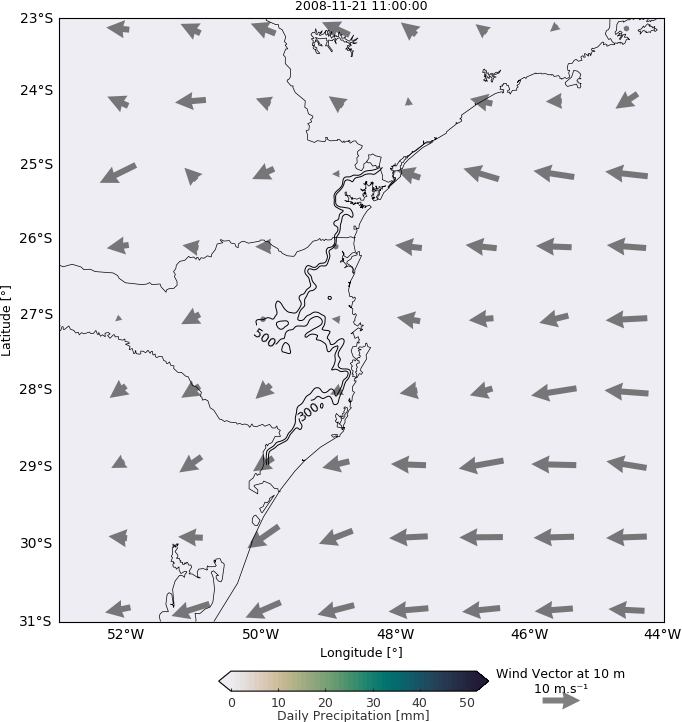 2008-11-21 11:00:00
23°S
24°S
25°S
26°S
27°S
28°S
29°S
30°S
31°S
Latitude [°]
500
300
52°W 50°W 48°W 46°W 44°W
Longitude [°]
0 10 20 30 40 50
Daily Precipitation [mm]
Wind Vector at 10 m
10 m.s⁻¹